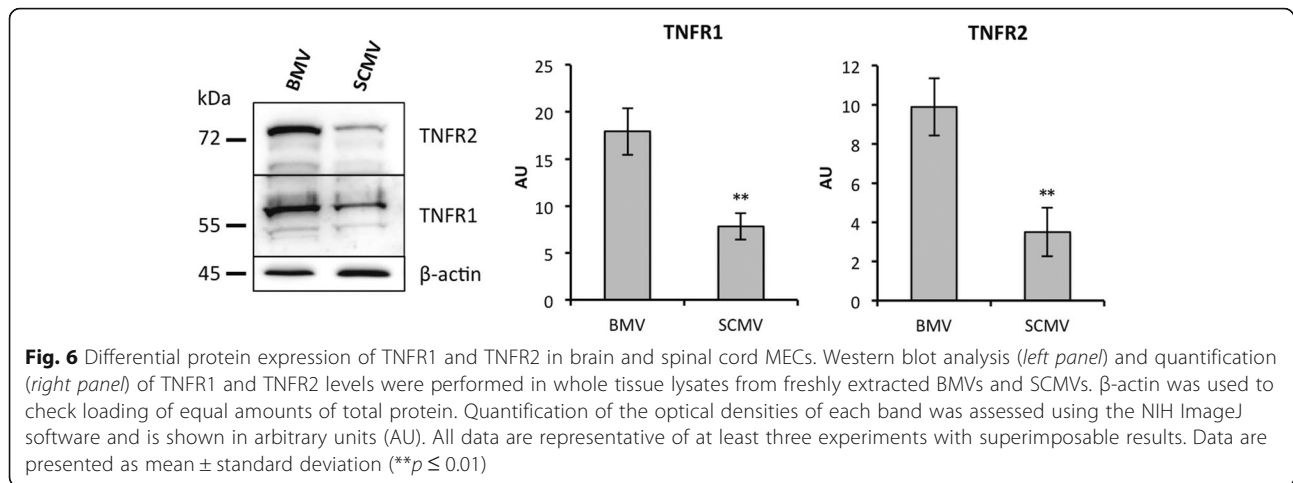 BMV SCMV
kDa
72
55
45
TNFR2
TNFR1
β-actin
TNFR1
25
20
15
10
5
0
AU
**
BMV SCMV
TNFR2
12
10
8
6
4
2
0
AU
**
BMV SCMV
Fig. 6 Differential protein expression of TNFR1 and TNFR2 in brain and spinal cord MECs. Western blot analysis (left panel) and quantification
(right panel) of TNFR1 and TNFR2 levels were performed in whole tissue lysates from freshly extracted BMVs and SCMVs. β-actin was used to
check loading of equal amounts of total protein. Quantification of the optical densities of each band was assessed using the NIH ImageJ
software and is shown in arbitrary units (AU). All data are representative of at least three experiments with superimposable results. Data are
presented as mean ± standard deviation (**p ≤ 0.01)